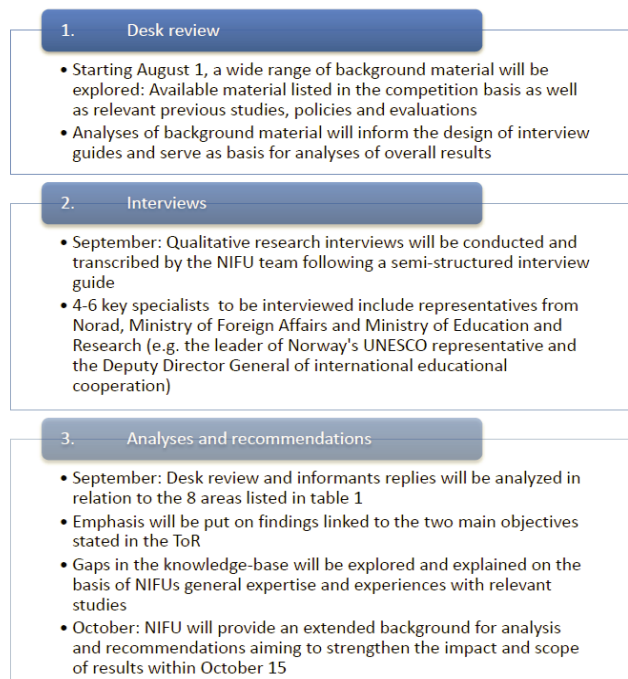 1. Desk review
• Starting August 1, a wide range of background material will be
explored: Available material listed in the competition basis as well
as relevant previous studies, policies and evaluations
• Analyses of background material will inform the design of interview
guides and serve as basis for analyses of overall results
2. Interviews
• September: Qualitative research interviews will be conducted and
transcribed by the NIFU team following a semi-structured interview
guide
• 4-6 key specialists to be interviewed include representatives from
Norad, Ministry of Foreign Affairs and Ministry of Education and
Research (e.g. the leader of Norway's UNESCO representative and
the Deputy Director General of international educational
cooperation)
3. Analyses and recommendations
• September: Desk review and informants replies will be analyzed in
relation to the 8 areas listed in table 1
• Emphasis will be put on findings linked to the two main objectives
stated in the ToR
• Gaps in the knowledge-base will be explored and explained on the
basis of NIFUs general expertise and experiences with relevant
studies
• October: NIFU will provide an extended background for analysis
and recommendations aiming to strengthen the impact and scope
of results within October 15